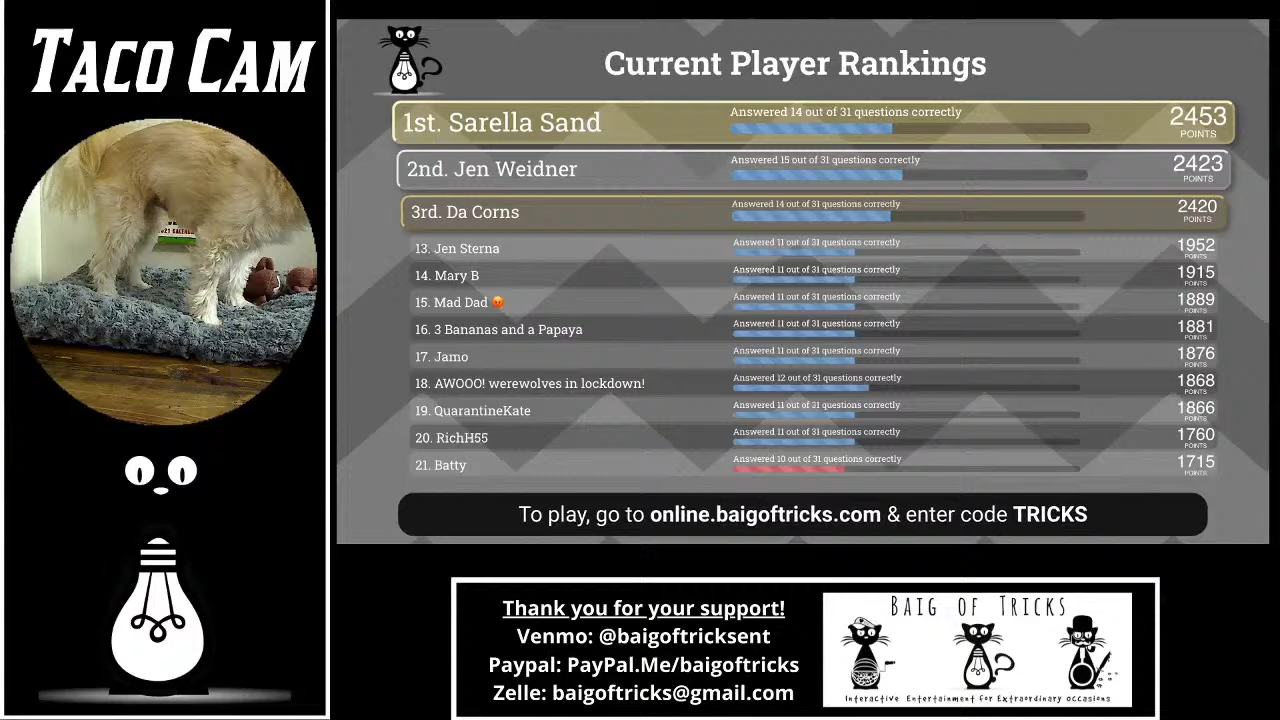 TACO CAM
Current Player Rankings
1st. Sarella Sand
Answered 14 out of 31 questions correctly
2453
POINTS
2nd. Jen Weidner
Answered 15 out of 31 questions correctly
2423
POINTS
3rd. Da Corns
Answered 14 out of 31 questions correctly
2420
POINTS
13. Jen Sterna
Answered 11 out of 31 questions correctly
1952
POINTS
14. Mary B
Answered 11 out of 31 questions correctly
1915
POINTS
15. Mad Dad 😡
Answered 11 out of 31 questions correctly
1889
POINTS
16. 3 Bananas and a Papaya
Answered 11 out of 31 questions correctly
1881
POINTS
17. Jamo
Answered 11 out of 31 questions correctly
1876
POINTS
18. AWOOO! werewolves in lockdown!
Answered 12 out of 31 questions correctly
1868
POINTS
19. QuarantineKate
Answered 11 out of 31 questions correctly
1866
POINTS
20. RichH55
Answered 11 out of 31 questions correctly
1760
POINTS
21. Batty
Answered 10 out of 31 questions correctly
1715
POINTS
To play, go to online.baigoftricks.com & enter code TRICKS
Thank you for your support!
Venmo: @baigoftricksent
Paypal: PayPal.Me/baigoftricks
Zelle: baigoftricks@gmail.com
BAIG OF TRICKS
Interactive Entertainment for Extraordinary occasions